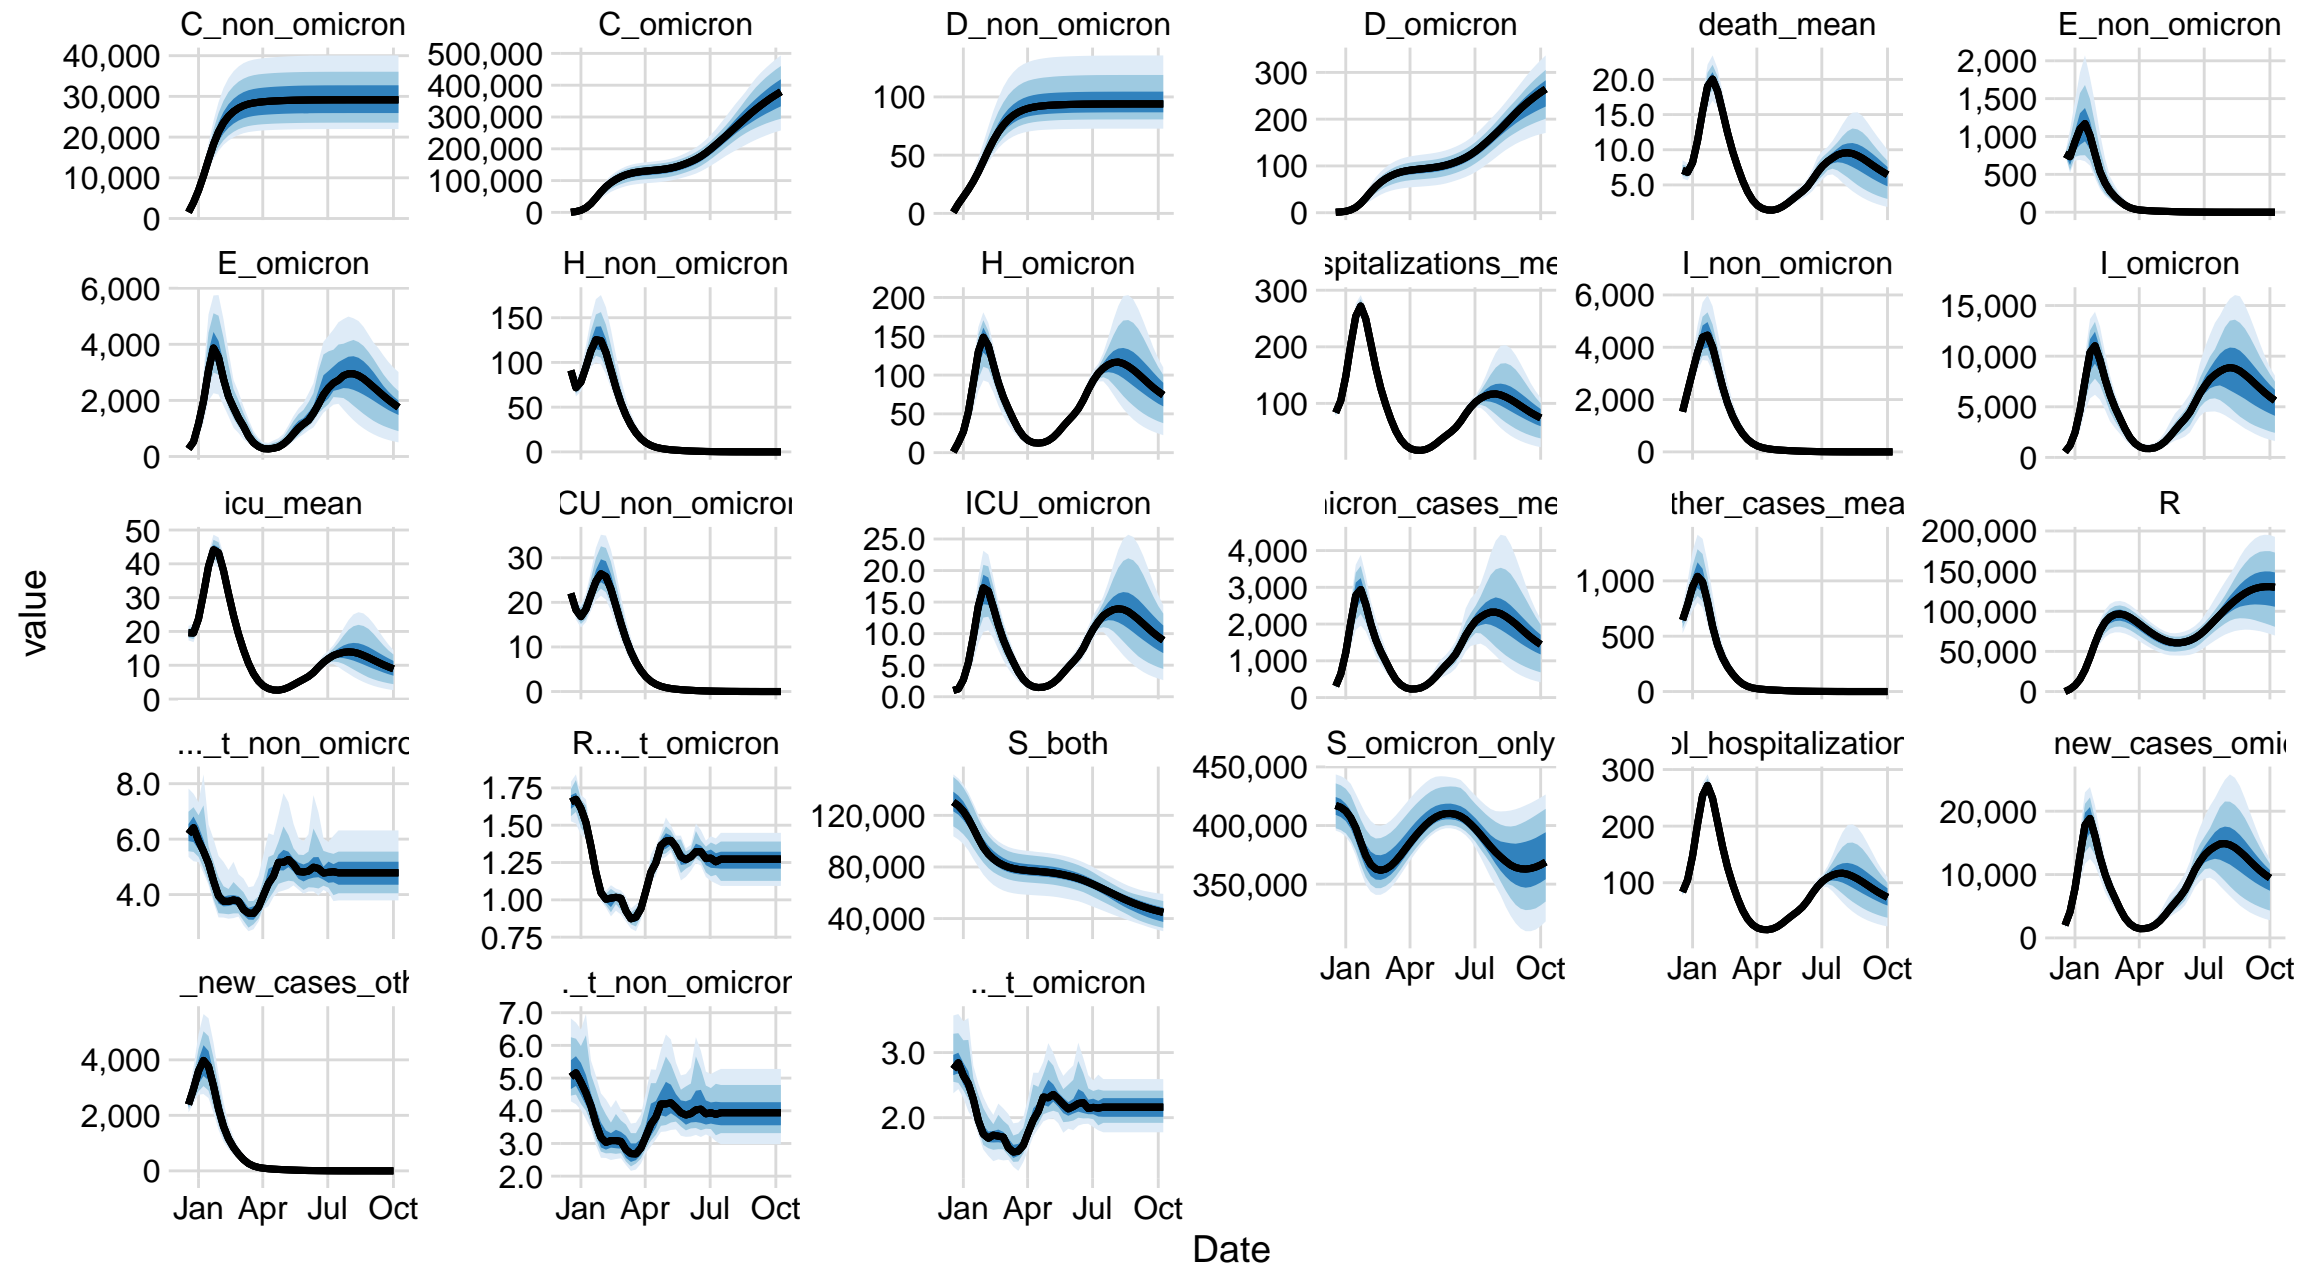 C_non_omicron C_omicron D_non_omicron D_omicron death_mean E_non_omicron
40,000 30,000 20,000 10,000 0
500,000 400,000 300,000 200,000 100,000 0
100 50 0
300 200 100 0
20.0 15.0 10.0 5.0
2,000 1,500 1,000 500 0
E_omicron H_non_omicron H_omicron spitalizations_me I_non_omicron I_omicron
6,000 4,000 2,000 0
150 100 50 0
200 150 100 50 0
300 200 100
6,000 4,000 2,000 0
15,000 10,000 5,000 0
icu_mean CU_non_omicron ICU_omicron icron_cases_me ther_cases_mea R
50 40 30 20 10 0
30 20 10 0
25.0 20.0 15.0 10.0 5.0 0.0
4,000 3,000 2,000 1,000 0
1,000 500 0
200,000 150,000 100,000 50,000 0
..._t_non_omicro R..._t_omicron S_both S_omicron_only ol_hospitalization new_cases_omi
8.0 6.0 4.0
1.75 1.50 1.25 1.00 0.75
120,000 80,000 40,000
450,000 400,000 350,000
300 200 100
20,000 10,000 0
Jan Apr Jul Oct
Jan Apr Jul Oct
Jan Apr Jul Oct
_new_cases_oth ._t_non_omicron .._t_omicron
4,000 2,000 0
7.0 6.0 5.0 4.0 3.0 2.0
3.0 2.0
Jan Apr Jul Oct
Jan Apr Jul Oct
Jan Apr Jul Oct
value
Date